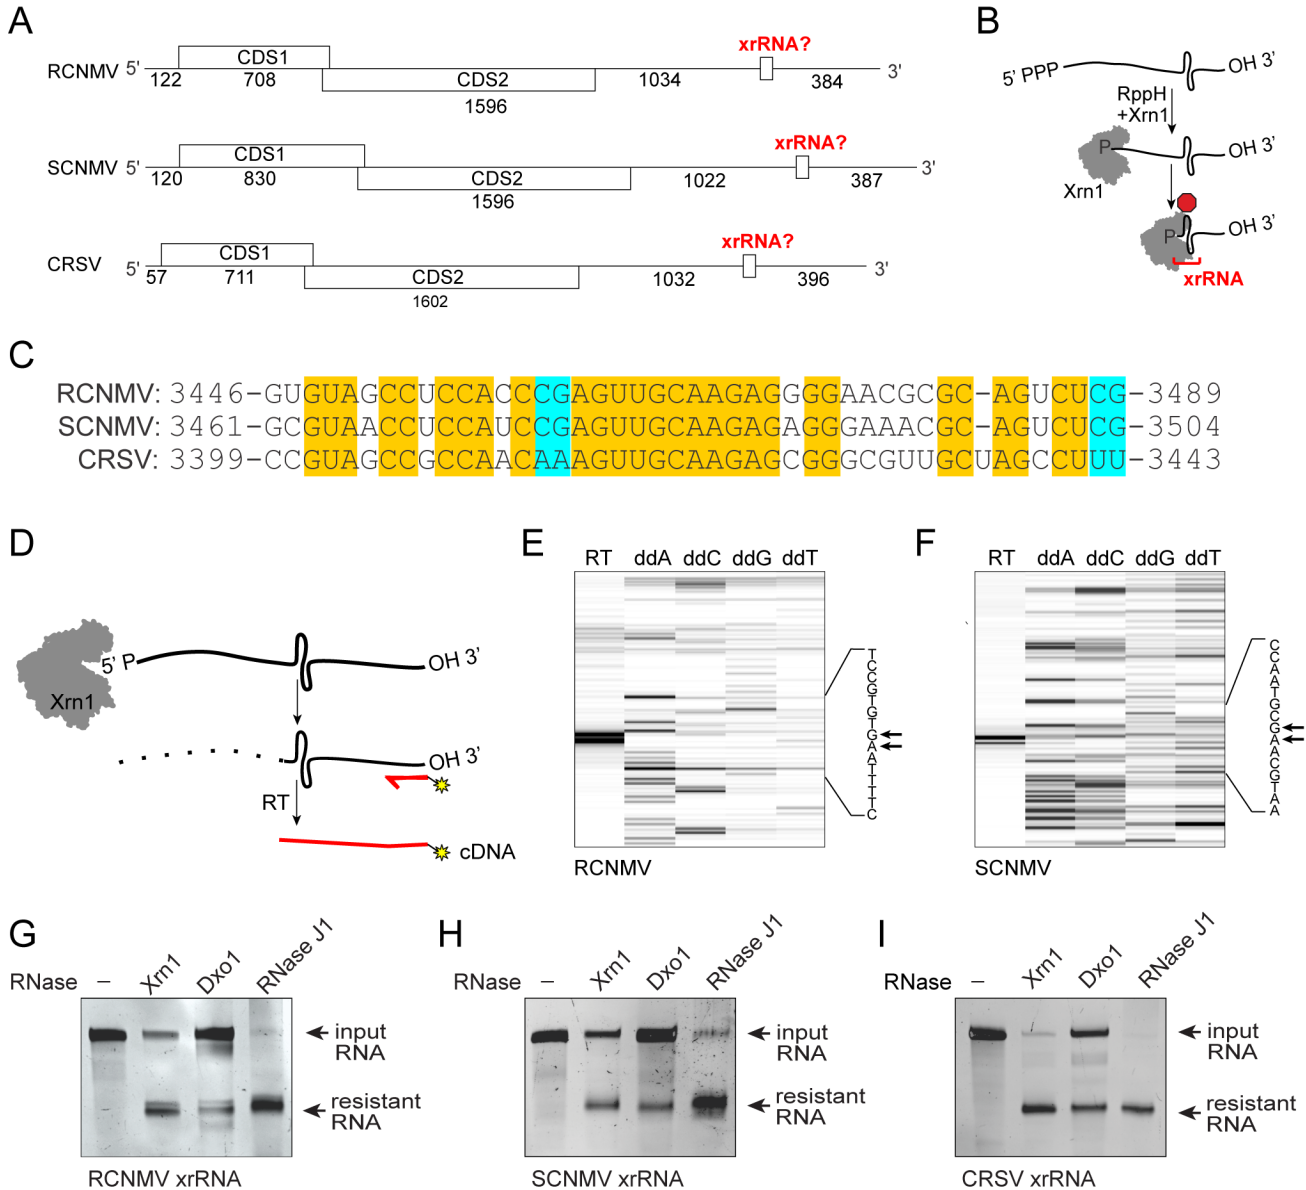 A
xrRNA?
RCNMV 5' CDS1 3'
122 708 CDS2 1034 384
1596
xrRNA?
SCNMV 5' CDS1 3'
120 830 CDS2 1022 387
1596
xrRNA?
CRSV 5' CDS1 3'
57 711 CDS2 1032 396
1602
B
5' PPP OH 3'
RppH
+Xrn1
P OH 3'
Xrn1
P OH 3'
xrRNA
C
RCNMV: 3446-GUGUAGCCUCCACCCGAGUUGCAAGAGGGGAACGCGC-AGUCUCG-3489
SCNMV: 3461-GCGUAACCUCCAUCCGAGUUGCAAGAGAGGGAAACGC-AGUCUCG-3504
CRSV: 3399-CCGUAGCCGCCAACAAAGUUGCAAGAGCGGGCGUUGCUAGCCUUU-3443
D
5' P OH 3'
Xrn1
OH 3'
RT
cDNA
E
RT ddA ddC ddG ddT
T
C
C
G
T
G
T
G
A
A
T
T
T
T
C
RCNMV
F
RT ddA ddC ddG ddT
C
C
A
A
T
G
C
G
A
A
C
G
T
A
A
SCNMV
G
RNase – Xrn1 Dxo1 RNase J1
input
RNA
resistant
RNA
RCNMV xrRNA
H
RNase – Xrn1 Dxo1 RNase J1
input
RNA
resistant
RNA
SCNMV xrRNA
I
RNase – Xrn1 Dxo1 RNase J1
input
RNA
resistant
RNA
CRSV xrRNA